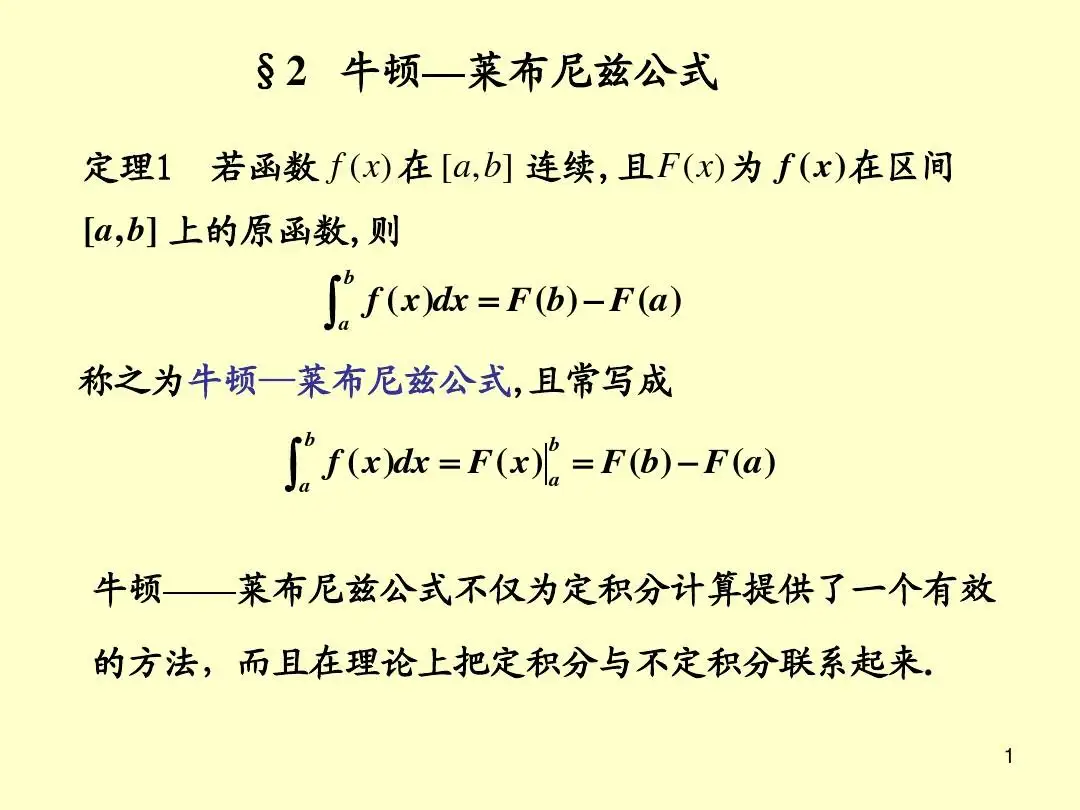 §2 牛顿—莱布尼兹公式
定理1 若函数 f(x) 在 [a,b] 连续,且F(x)为 f(x)在区间
[a,b] 上的原函数,则
∫_a^b f(x)dx = F(b) − F(a)
称之为牛顿—莱布尼兹公式,且常写成
∫_a^b f(x)dx = F(x)|_a^b = F(b) − F(a)
牛顿——莱布尼兹公式不仅为定积分计算提供了一个有效
的方法，而且在理论上把定积分与不定积分联系起来.
1